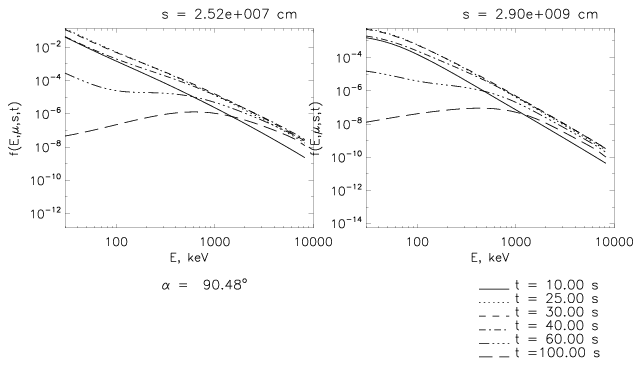 s = 2.52e+007 cm
s = 2.90e+009 cm
f(E,μ,s,t)
10⁻²
10⁻⁴
10⁻⁶
10⁻⁸
10⁻¹⁰
10⁻¹²
100
1000
10000
E, keV
f(E,μ,s,t)
10⁻⁴
10⁻⁶
10⁻⁸
10⁻¹⁰
10⁻¹²
10⁻¹⁴
100
1000
10000
E, keV
α = 90.48°
t = 10.00 s
t = 25.00 s
t = 30.00 s
t = 40.00 s
t = 60.00 s
t =100.00 s